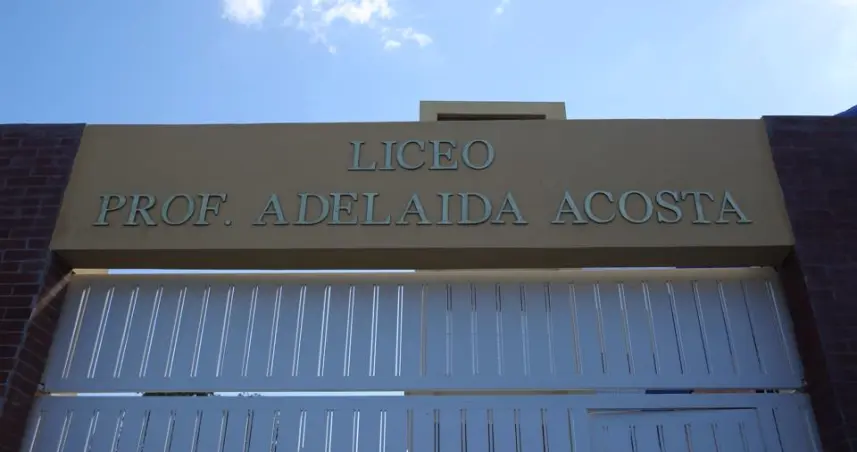 LICEO
PROF. ADELAIDA ACOSTA